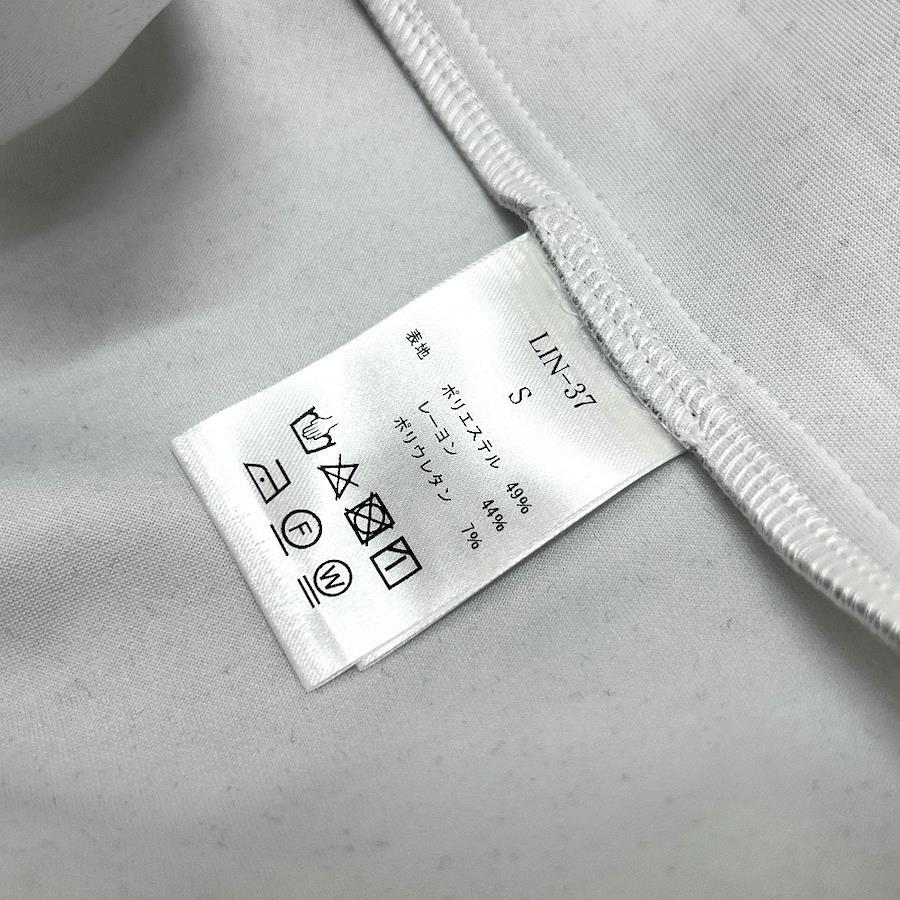 LIN-37
S
表地
ポリエステル 49%
レーヨン 44%
ポリウレタン 7%
F
W